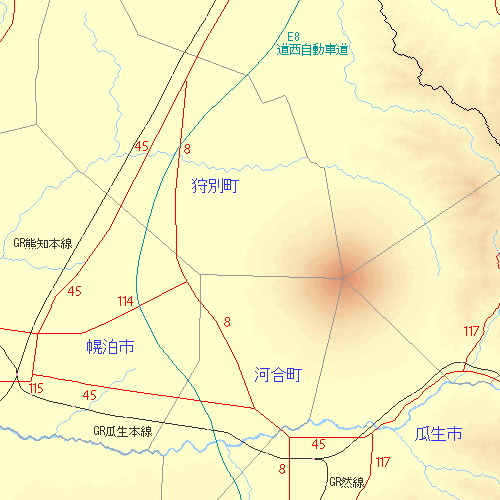 E8
道西自動車道
45
8
狩別町
GR熊知本線
45
114
8
117
幌泊市
河合町
115
45
GR瓜生本線
45
瓜生市
117
8
GR然線